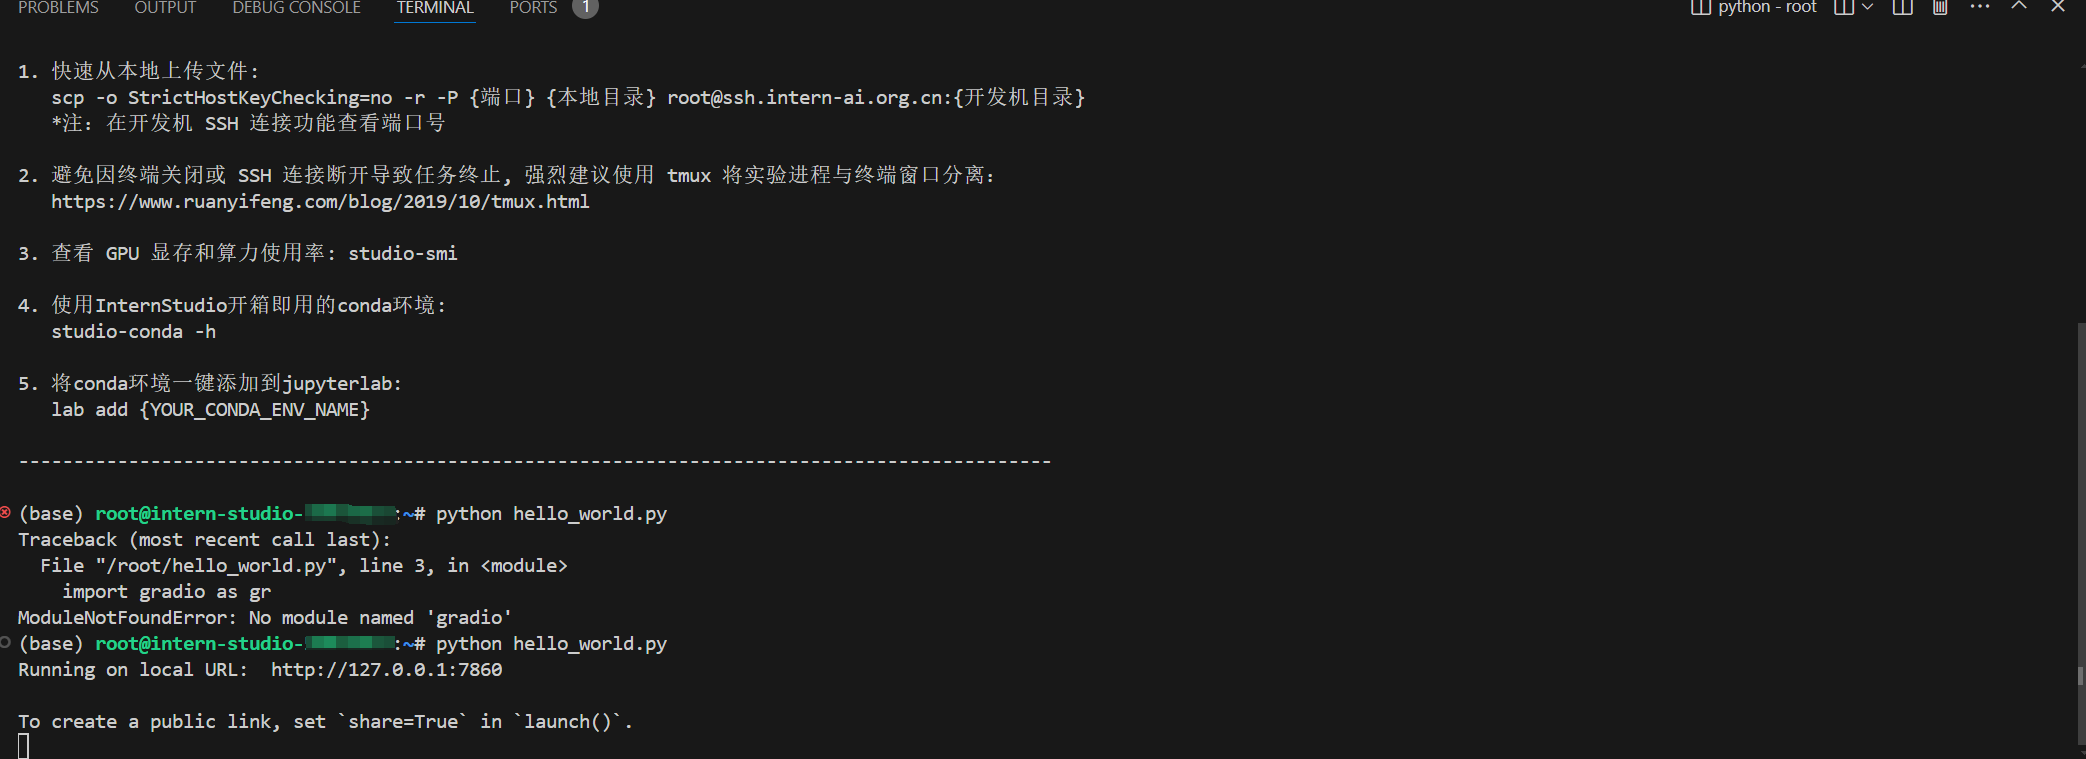 PROBLEMS OUTPUT DEBUG CONSOLE TERMINAL PORTS 1 python - root
1. 快速从本地上传文件:
scp -o StrictHostKeyChecking=no -r -P {端口} {本地目录} root@ssh.intern-ai.org.cn:{开发机目录}
*注: 在开发机 SSH 连接功能查看端口号
2. 避免因终端关闭或 SSH 连接断开导致任务终止, 强烈建议使用 tmux 将实验进程与终端窗口分离:
https://www.ruanyifeng.com/blog/2019/10/tmux.html
3. 查看 GPU 显存和算力使用率: studio-smi
4. 使用InternStudio开箱即用的conda环境:
studio-conda -h
5. 将conda环境一键添加到jupyterlab:
lab add {YOUR_CONDA_ENV_NAME}
----------------------------------------------------------------------------------------------
(base) root@intern-studio- :~# python hello_world.py
Traceback (most recent call last):
File "/root/hello_world.py", line 3, in <module>
import gradio as gr
ModuleNotFoundError: No module named 'gradio'
(base) root@intern-studio- :~# python hello_world.py
Running on local URL:  http://127.0.0.1:7860
To create a public link, set `share=True` in `launch()`.